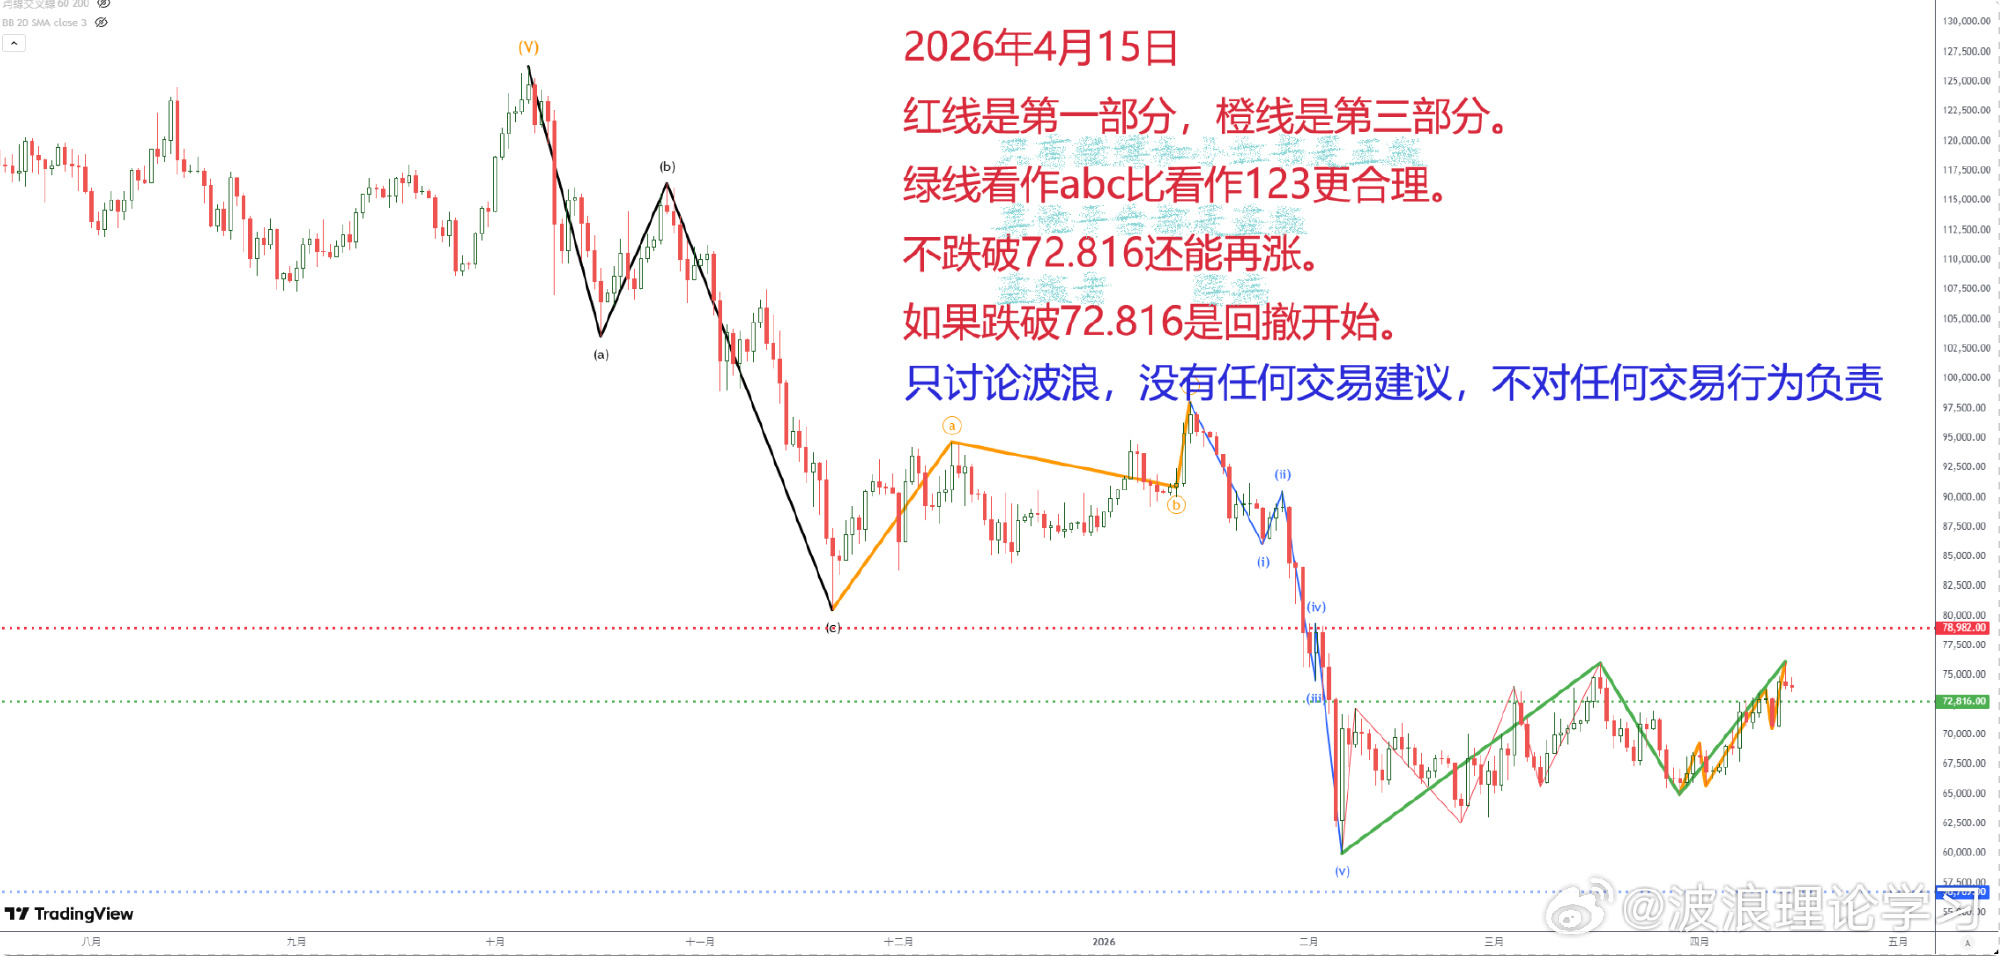 BB 20 SMA close 3
2026年4月15日
红线是第一部分，橙线是第三部分。
绿线看作abc比看作123更合理。
不跌破72.816还能再涨。
如果跌破72.816是回撤开始。
只讨论波浪，没有任何交易建议，不对任何交易行为负责
(V)
(b)
(a)
(c)
a
b
(ii)
(i)
(iv)
(iii)
(v)
130,000.00
127,500.00
125,000.00
122,500.00
120,000.00
117,500.00
115,000.00
112,500.00
110,000.00
107,500.00
105,000.00
102,500.00
100,000.00
97,500.00
95,000.00
92,500.00
90,000.00
87,500.00
85,000.00
82,500.00
80,000.00
78,982.00
77,500.00
75,000.00
72,816.00
70,000.00
67,500.00
65,000.00
62,500.00
60,000.00
57,500.00
TradingView
@波浪理论学习
八月 九月 十月 十一月 十二月 2026 二月 三月 四月 五月
A